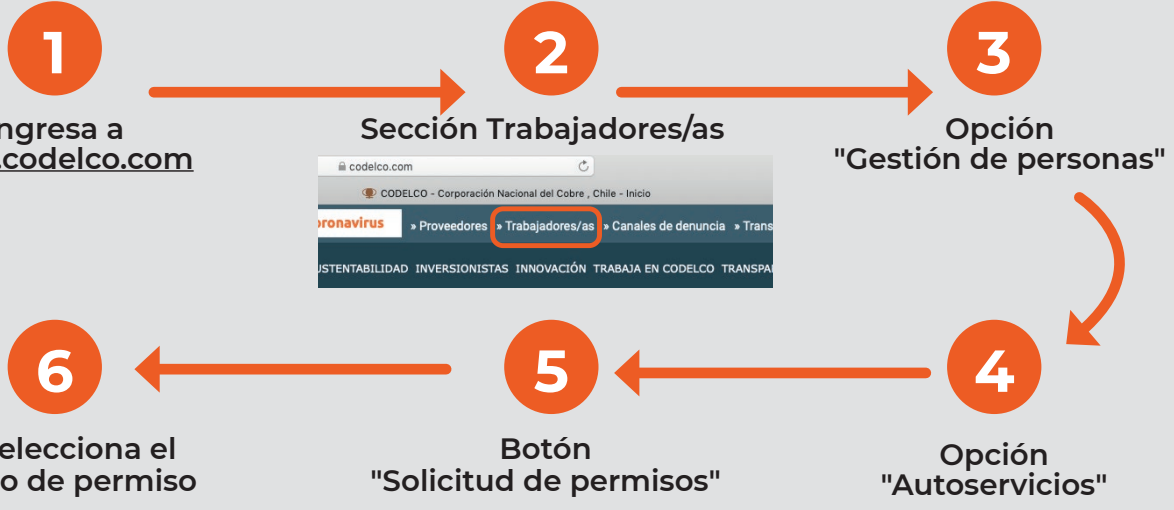 1
2
3
ngresa a
.codelco.com
Sección Trabajadores/as
codelco.com
CODELCO - Corporación Nacional del Cobre , Chile - Inicio
oronavirus » Proveedores » Trabajadores/as » Canales de denuncia » Trans
USTENTABILIDAD INVERSIONISTAS INNOVACIÓN TRABAJA EN CODELCO TRANSPA
Opción
"Gestión de personas"
4
Opción
"Autoservicios"
5
Botón
"Solicitud de permisos"
6
elecciona el
o de permiso